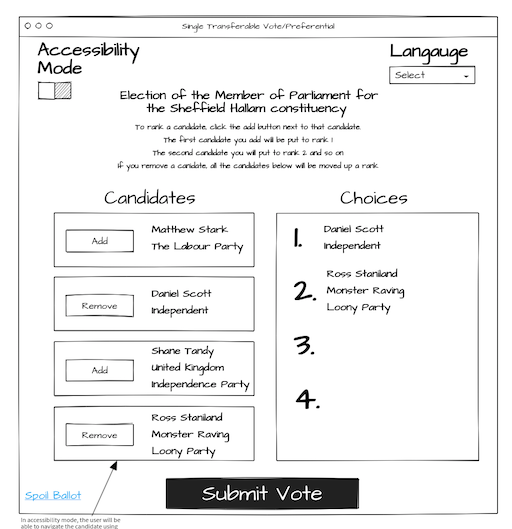 Single Transferable Vote/Preferential
Accessibility
Mode
Langauge
Select
Election of the Member of Parliament for
the Sheffield Hallam constituency
To rank a candidate, click the add button next to that candidate.
The first candidate you add will be put to rank 1
The second candidate you will put to rank 2 and so on
if you remove a canidate, all the candidates below will be moved up a rank
Candidates
Add
Matthew Stark
The Labour Party
Remove
Daniel Scott
Independent
Add
Shane Tandy
United Kingdom
Independence Party
Remove
Ross Staniland
Monster Raving
Loony Party
Choices
1.
Daniel Scott
Independent
2.
Ross Staniland
Monster Raving
Loony Party
3.
4.
Spoil Ballot
Submit Vote
In accessibility mode, the user will be
able to navigate the candidate using